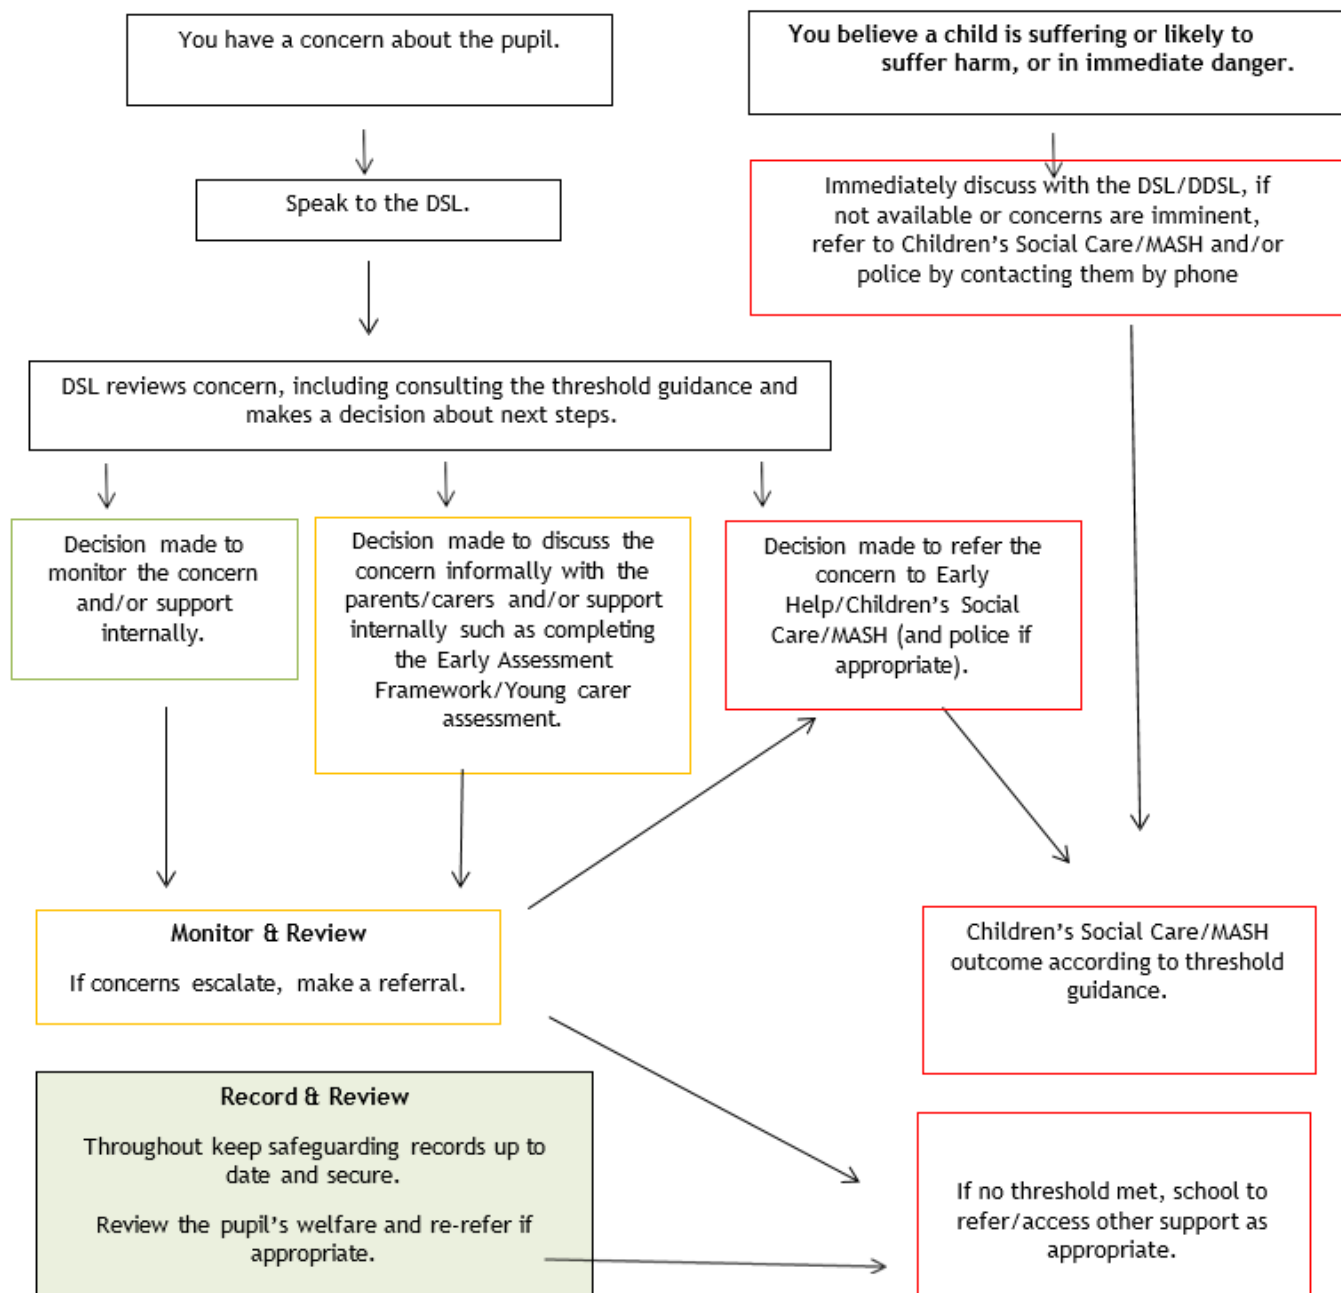 You have a concern about the pupil.
You believe a child is suffering or likely to
suffer harm, or in immediate danger.
Speak to the DSL.
Immediately discuss with the DSL/DDSL, if
not available or concerns are imminent,
refer to Children’s Social Care/MASH and/or
police by contacting them by phone
DSL reviews concern, including consulting the threshold guidance and
makes a decision about next steps.
Decision made to
monitor the concern
and/or support
internally.
Decision made to discuss the
concern informally with the
parents/carers and/or support
internally such as completing
the Early Assessment
Framework/Young carer
assessment.
Decision made to refer the
concern to Early
Help/Children’s Social
Care/MASH (and police if
appropriate).
Monitor & Review
If concerns escalate, make a referral.
Children’s Social Care/MASH
outcome according to threshold
guidance.
Record & Review
Throughout keep safeguarding records up to
date and secure.
Review the pupil’s welfare and re-refer if
appropriate.
If no threshold met, school to
refer/access other support as
appropriate.